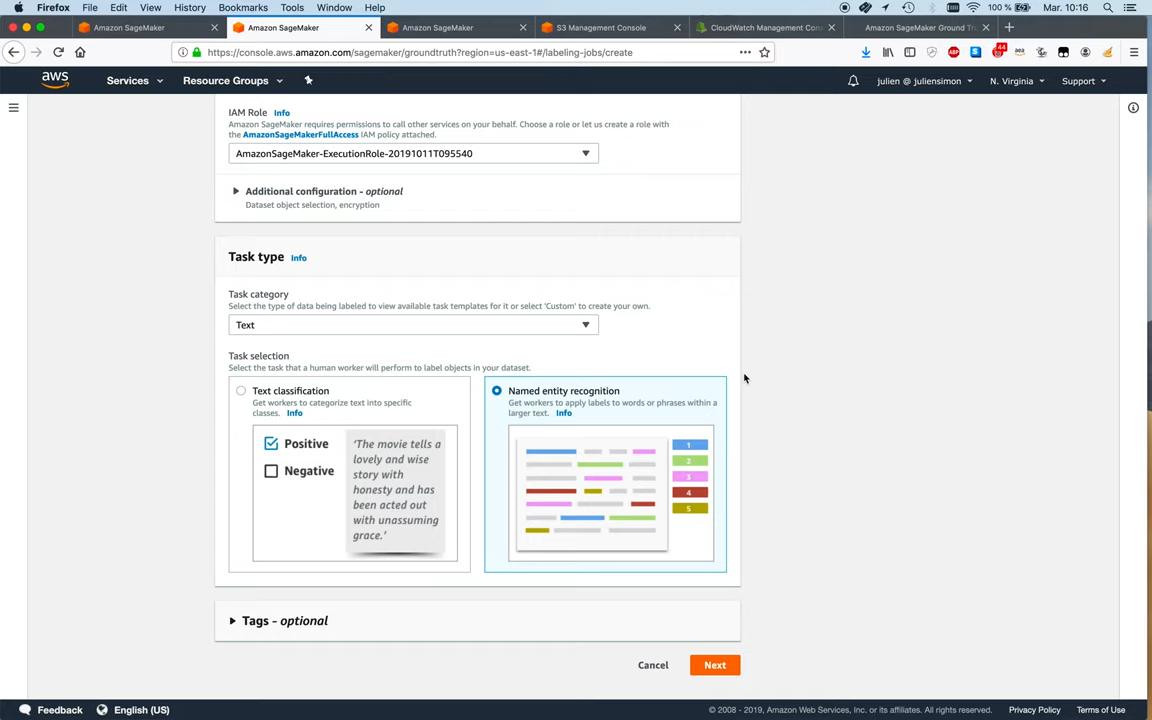 Firefox File Edit View History Bookmarks Tools Window Help 44 100 % Mar. 10:16
Amazon SageMaker Amazon SageMaker Amazon SageMaker S3 Management Console CloudWatch Management Con Amazon SageMaker Ground Tr
https://console.aws.amazon.com/sagemaker/groundtruth?region=us-east-1#/labeling-jobs/create
aws Services Resource Groups julien @ juliensimon N. Virginia Support
IAM Role Info
Amazon SageMaker requires permissions to call other services on your behalf. Choose a role or let us create a role with
the AmazonSageMakerFullAccess IAM policy attached.
AmazonSageMaker-ExecutionRole-20191011T095540
Additional configuration - optional
Dataset object selection, encryption
Task type Info
Task category
Select the type of data being labeled to view available task templates for it or select 'Custom' to create your own.
Text
Task selection
Select the task that a human worker will perform to label objects in your dataset.
Text classification
Get workers to categorize text into specific
classes. Info
Positive
Negative
'The movie tells a
lovely and wise
story with
honesty and has
been acted out
with unassuming
grace.'
Named entity recognition
Get workers to apply labels to words or phrases within a
larger text. Info
1
2
3
4
5
Tags - optional
Cancel Next
Feedback English (US) © 2008 - 2019, Amazon Web Services, Inc. or its affiliates. All rights reserved. Privacy Policy Terms of Use